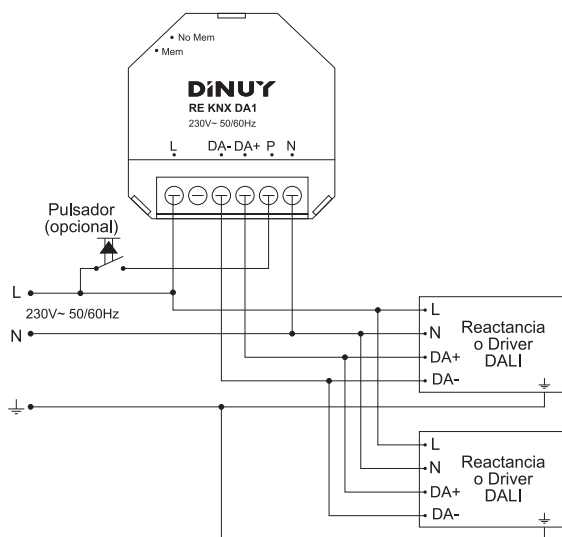 No Mem
Mem
DiNUY
RE KNX DA1
230V~ 50/60Hz
L DA- DA+ P N
Pulsador
(opcional)
L
230V~ 50/60Hz
N
L
N
DA+
DA-
Reactancia
o Driver
DALI
L
N
DA+
DA-
Reactancia
o Driver
DALI